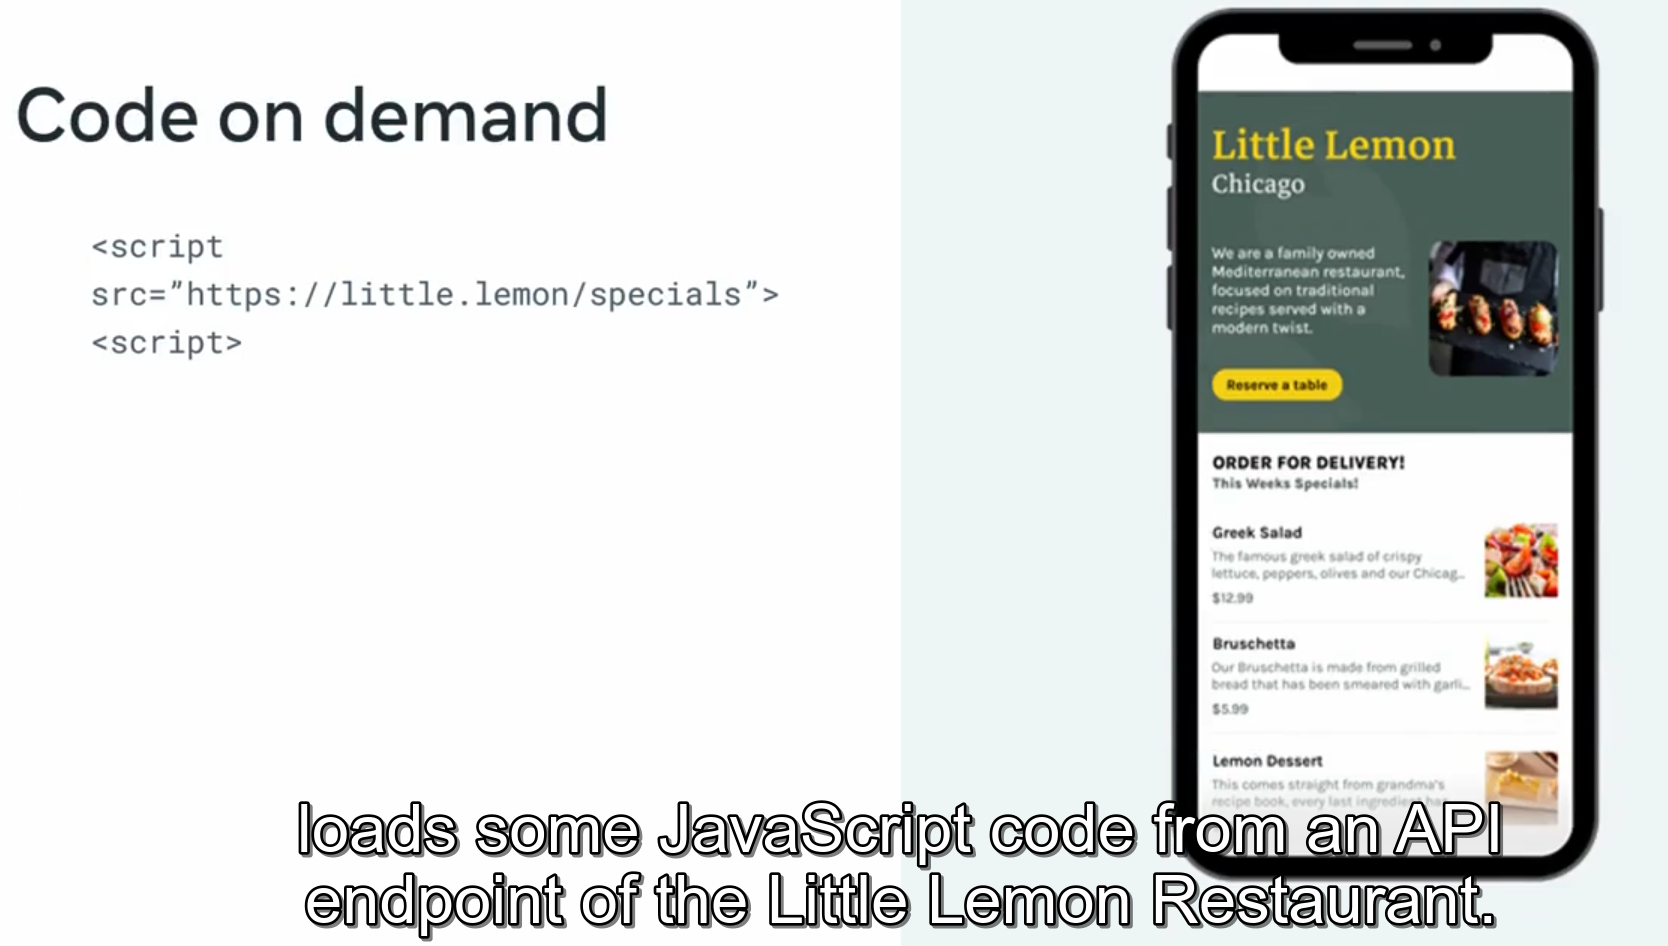 Code on demand
<script
src=”https://little.lemon/specials”>
<script>
Little Lemon
Chicago
We are a family owned
Mediterranean restaurant,
focused on traditional
recipes served with a
modern twist.
Reserve a table
ORDER FOR DELIVERY!
This Weeks Specials!
Greek Salad
The famous greek salad of crispy
lettuce, peppers, olives and our Chicag...
$12.99
Bruschetta
Our Bruschetta is made from grilled
bread that has been smeared with garli...
$5.99
Lemon Dessert
This comes straight from grandma's
recipe book, every last ingredient has
loads some JavaScript code from an API
endpoint of the Little Lemon Restaurant.